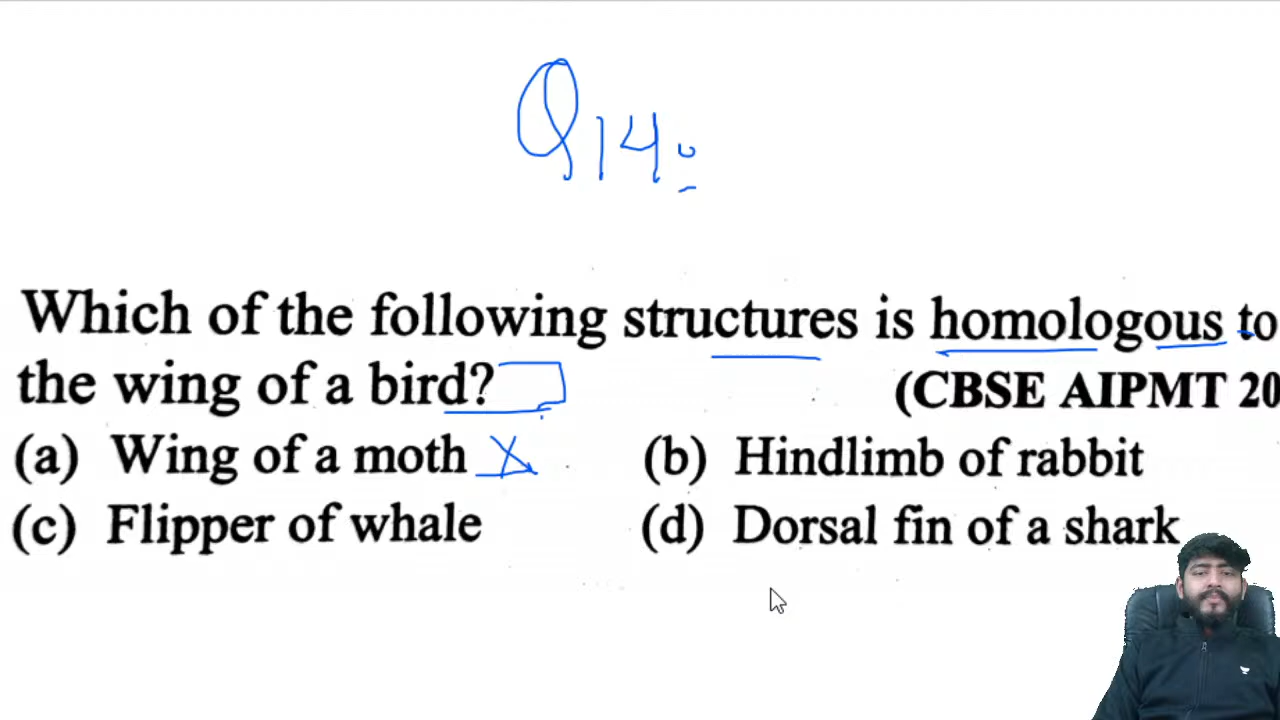 Q14:
Which of the following structures is homologous to
the wing of a bird? (CBSE AIPMT 20
(a) Wing of a moth (b) Hindlimb of rabbit
(c) Flipper of whale (d) Dorsal fin of a shark